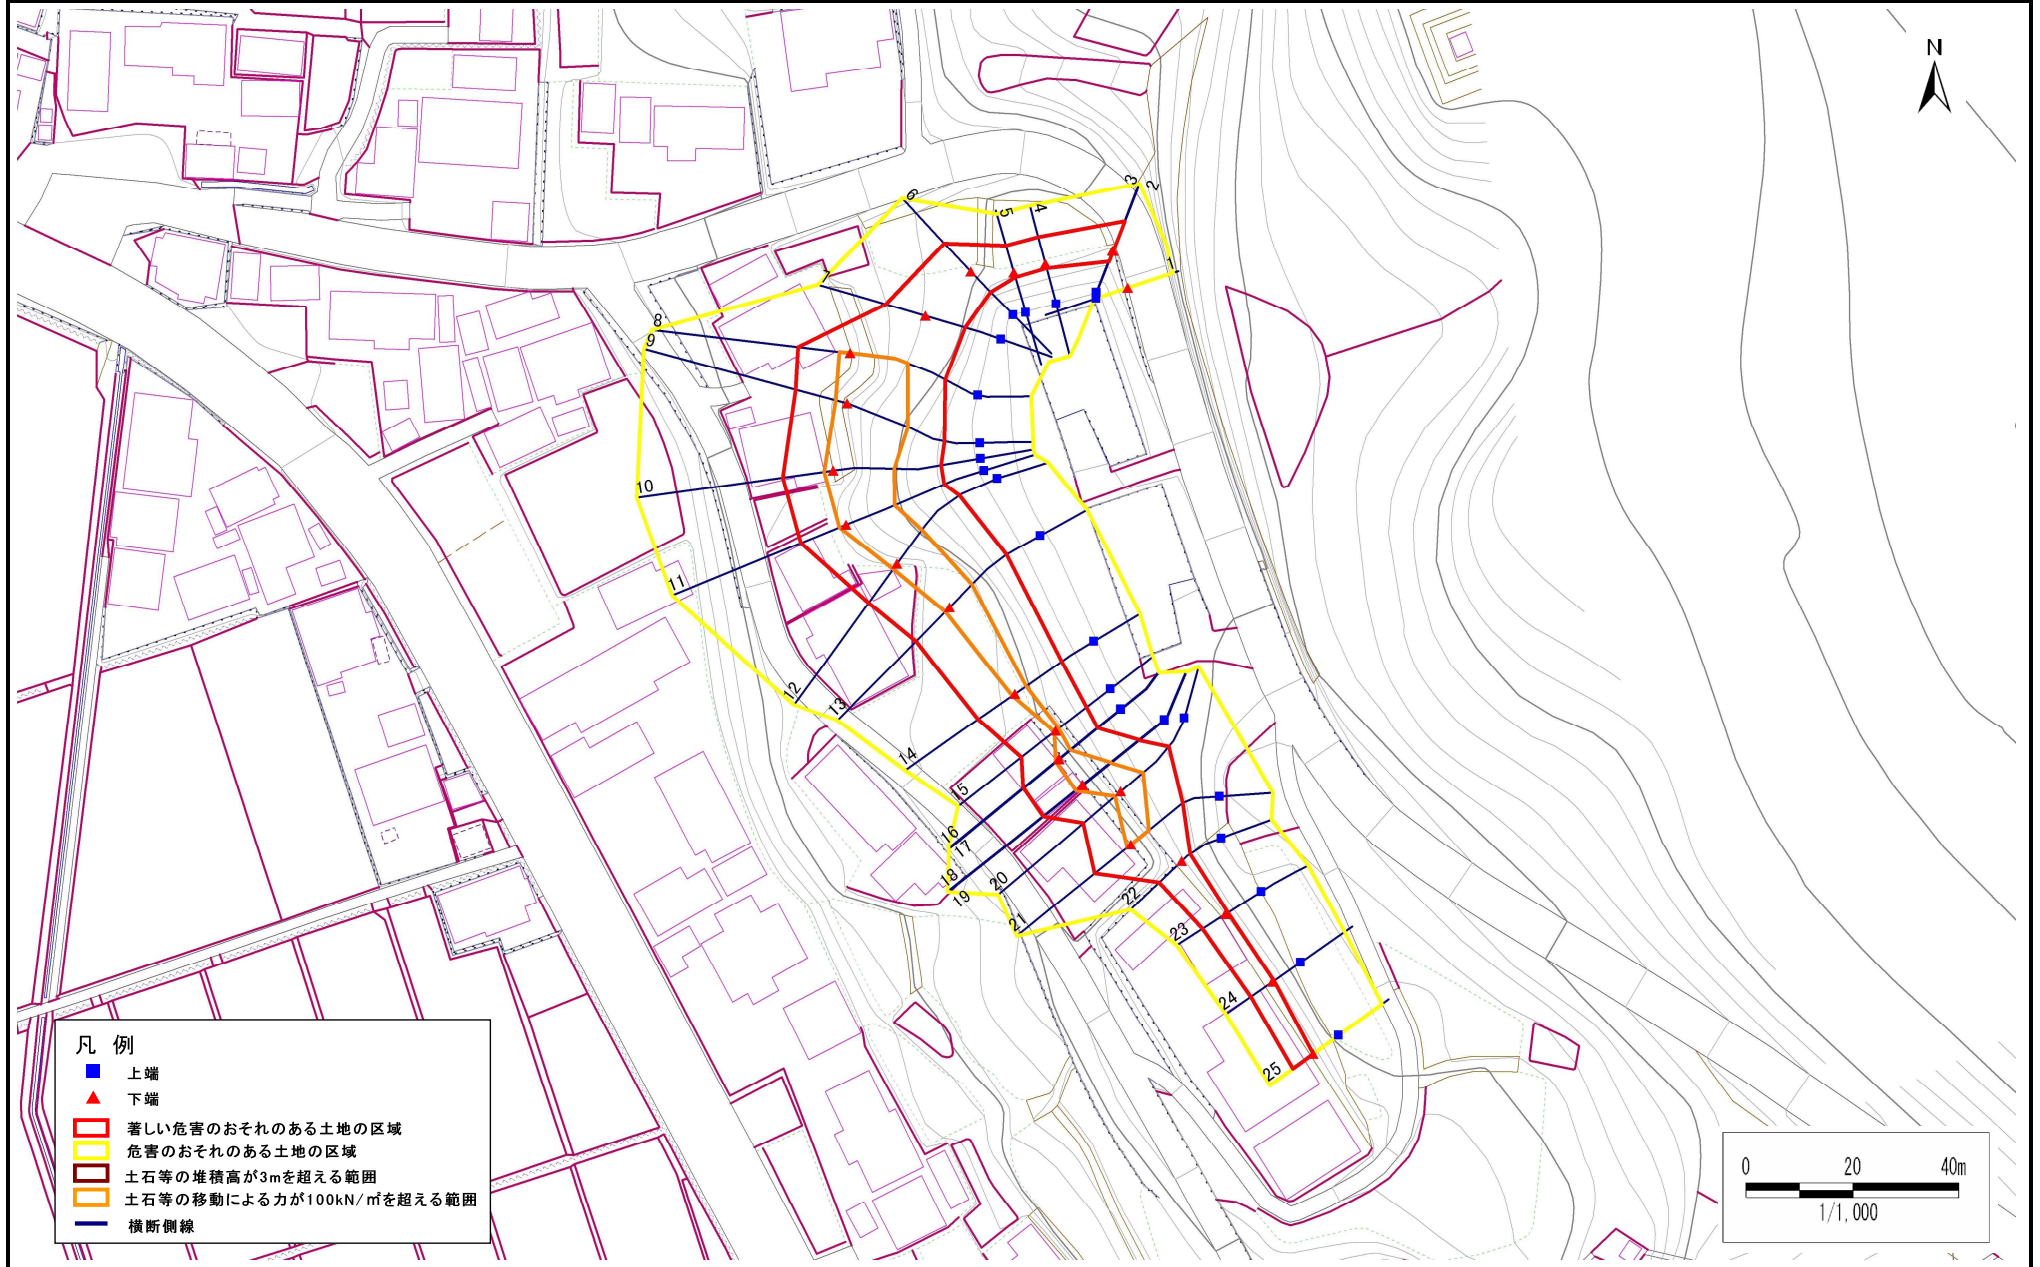 N
3
2
6
5
4
1
7
8
9
10
11
12
13
14
15
16
17
18
19
20
21
22
23
24
25
凡 例
上端
下端
著しい危害のおそれのある土地の区域
危害のおそれのある土地の区域
土石等の堆積高が3mを超える範囲
土石等の移動による力が100kN/㎡を超える範囲
横断側線
0 20 40m
1/1,000